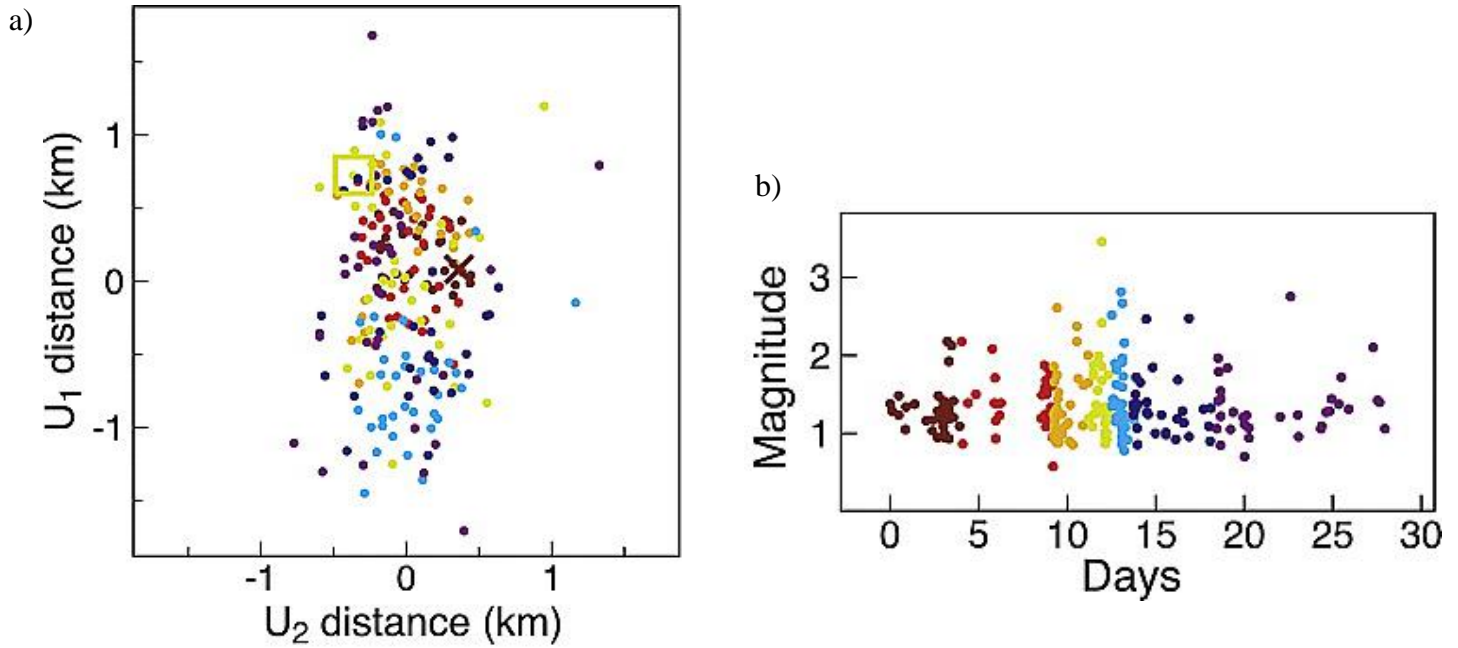 a)
U₁ distance (km)
1
0
-1
-1 0 1
U₂ distance (km)
b)
Magnitude
3
2
1
0 5 10 15 20 25 30
Days